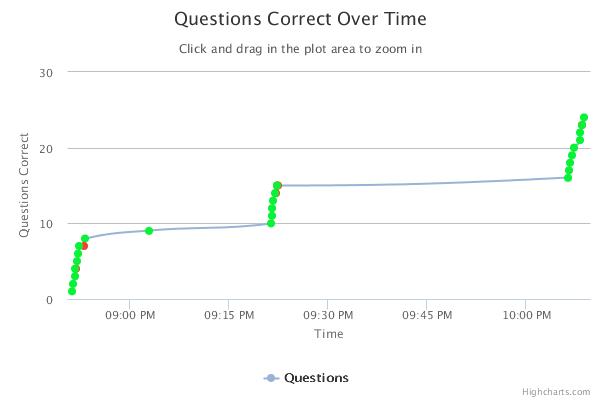 Questions Correct Over Time
Click and drag in the plot area to zoom in
Questions Correct
30
20
10
0
09:00 PM 09:15 PM 09:30 PM 09:45 PM 10:00 PM
Time
Questions
Highcharts.com